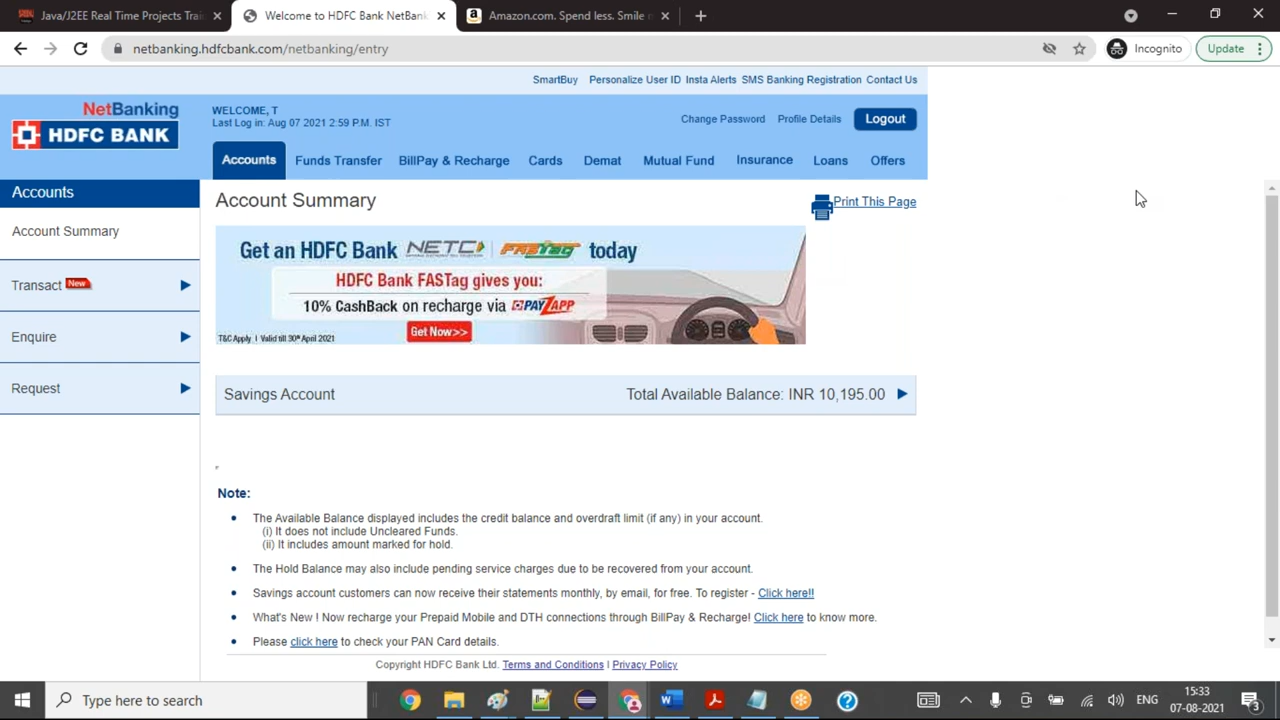 Java/J2EE Real Time Projects Trai
Welcome to HDFC Bank NetBank
Amazon.com. Spend less. Smile
netbanking.hdfcbank.com/netbanking/entry
Incognito
Update
SmartBuy Personalize User ID Insta Alerts SMS Banking Registration Contact Us
NetBanking
HDFC BANK
WELCOME, T
Last Log in: Aug 07 2021 2:59 P.M. IST
Change Password Profile Details Logout
Accounts Funds Transfer BillPay & Recharge Cards Demat Mutual Fund Insurance Loans Offers
Accounts
Account Summary
Transact New
Enquire
Request
Account Summary
Print This Page
Get an HDFC Bank NETC FASTag today
HDFC Bank FASTag gives you:
10% CashBack on recharge via PAYZAPP
Get Now>>
T&C Apply I Valid till 30th April 2021
Savings Account Total Available Balance: INR 10,195.00
Note:
The Available Balance displayed includes the credit balance and overdraft limit (if any) in your account.
(i) It does not include Uncleared Funds.
(ii) It includes amount marked for hold.
The Hold Balance may also include pending service charges due to be recovered from your account.
Savings account customers can now receive their statements monthly, by email, for free. To register - Click here!!
What's New ! Now recharge your Prepaid Mobile and DTH connections through BillPay & Recharge! Click here to know more.
Please click here to check your PAN Card details.
Copyright HDFC Bank Ltd. Terms and Conditions I Privacy Policy
Type here to search
ENG
15:33
07-08-2021
3